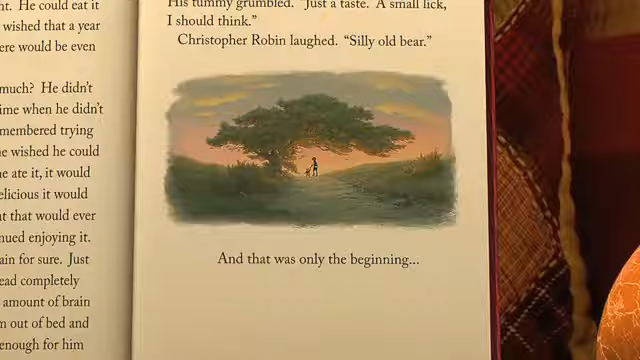 nt. He could eat it
wished that a year
ere would be even
much? He didn't
ime when he didn't
membered trying
e wished he could
e ate it, it would
elicious it would
t that would ever
nued enjoying it.
ain for sure. Just
ead completely
amount of brain
m out of bed and
enough for him
His tummy grumbled. "Just a taste. A small lick,
I should think."
Christopher Robin laughed. "Silly old bear."
And that was only the beginning...